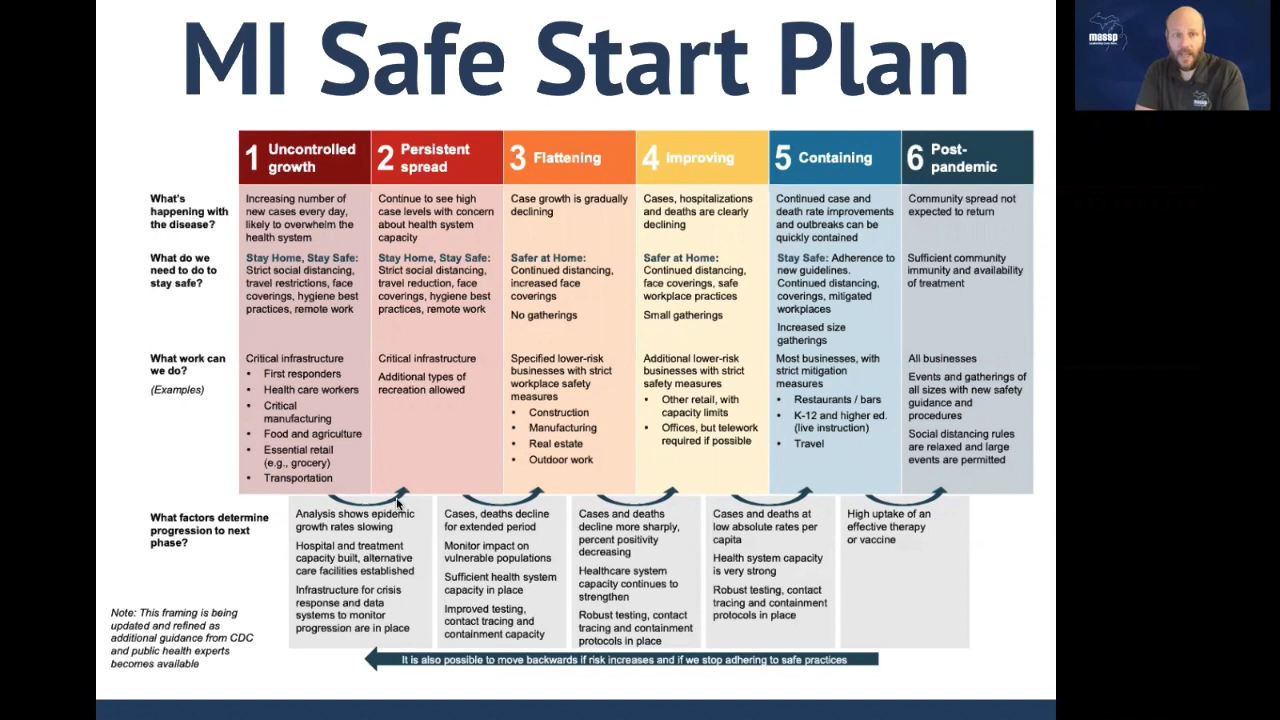 MI Safe Start Plan
massp
1 Uncontrolled
growth
2 Persistent
spread
3 Flattening
4 Improving
5 Containing
6 Post-
pandemic
What's
happening with
the disease?
Increasing number of
new cases every day,
likely to overwhelm the
health system
Continue to see high
case levels with concern
about health system
capacity
Case growth is gradually
declining
Cases, hospitalizations
and deaths are clearly
declining
Continued case and
death rate improvements
and outbreaks can be
quickly contained
Community spread not
expected to return
What do we
need to do to
stay safe?
Stay Home, Stay Safe:
Strict social distancing,
travel restrictions, face
coverings, hygiene best
practices, remote work
Stay Home, Stay Safe:
Strict social distancing,
travel reduction, face
coverings, hygiene best
practices, remote work
Safer at Home:
Continued distancing,
increased face
coverings
No gatherings
Safer at Home:
Continued distancing,
face coverings, safe
workplace practices
Small gatherings
Stay Safe: Adherence to
new guidelines.
Continued distancing,
coverings, mitigated
workplaces
Increased size
gatherings
Sufficient community
immunity and availability
of treatment
What work can
we do?
(Examples)
Critical infrastructure
• First responders
• Health care workers
• Critical
manufacturing
• Food and agriculture
• Essential retail
(e.g., grocery)
• Transportation
Critical infrastructure
Additional types of
recreation allowed
Specified lower-risk
businesses with strict
workplace safety
measures
• Construction
• Manufacturing
• Real estate
• Outdoor work
Additional lower-risk
businesses with strict
safety measures
• Other retail, with
capacity limits
• Offices, but telework
required if possible
Most businesses, with
strict mitigation
measures
• Restaurants / bars
• K-12 and higher ed.
(live instruction)
• Travel
All businesses
Events and gatherings of
all sizes with new safety
guidance and
procedures
Social distancing rules
are relaxed and large
events are permitted
What factors determine
progression to next
phase?
Analysis shows epidemic
growth rates slowing
Hospital and treatment
capacity built, alternative
care facilities established
Infrastructure for crisis
response and data
systems to monitor
progression are in place
Cases, deaths decline
for extended period
Monitor impact on
vulnerable populations
Sufficient health system
capacity in place
Improved testing,
contact tracing and
containment capacity
Cases and deaths
decline more sharply,
percent positivity
decreasing
Healthcare system
capacity continues to
strengthen
Robust testing, contact
tracing and containment
protocols in place
Cases and deaths at
low absolute rates per
capita
Health system capacity
is very strong
Robust testing, contact
tracing and containment
protocols in place
High uptake of an
effective therapy
or vaccine
Note: This framing is being
updated and refined as
additional guidance from CDC
and public health experts
becomes available
It is also possible to move backwards if risk increases and if we stop adhering to safe practices